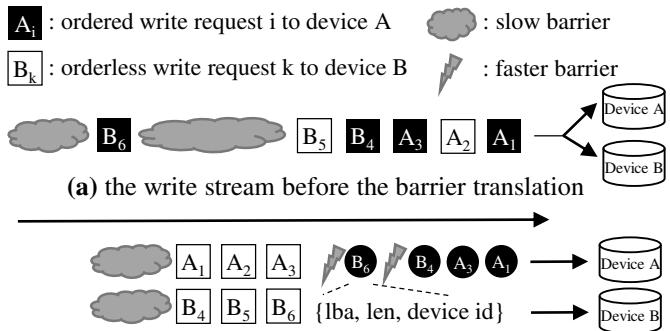 Ai : ordered write request i to device A : slow barrier
Bk : orderless write request k to device B : faster barrier
Device A
B6 B5 B4 A3 A2 A1
Device B
(a) the write stream before the barrier translation
A1 A2 A3 B6 B4 A3 A1 Device A
B4 B5 B6 {lba, len, device id} Device B